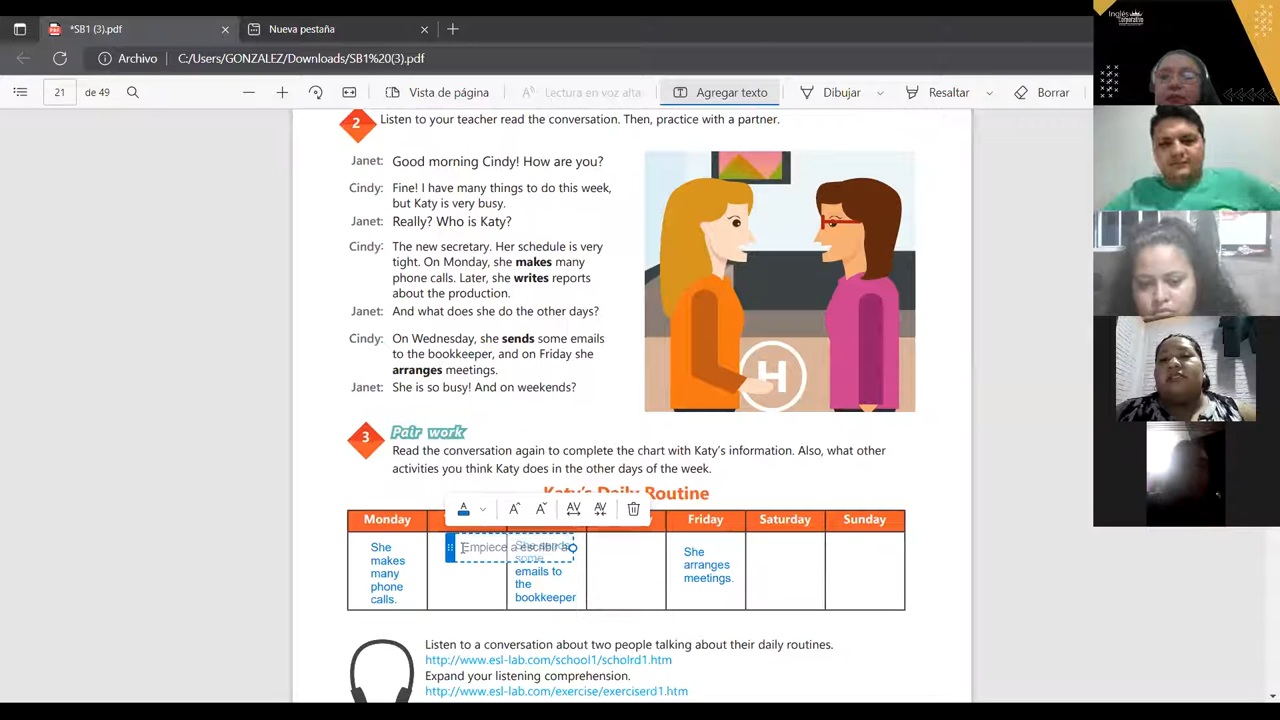 *SB1 (3).pdf
Nueva pestaña
Archivo
C:/Users/GONZALEZ/Downloads/SB1%20(3).pdf
21 de 49
Vista de página
Lectura en voz alta
Agregar texto
Dibujar
Resaltar
Borrar
Inglés
Corporativo
2 Listen to your teacher read the conversation. Then, practice with a partner.
Janet: Good morning Cindy! How are you?
Cindy: Fine! I have many things to do this week,
but Katy is very busy.
Janet: Really? Who is Katy?
Cindy: The new secretary. Her schedule is very
tight. On Monday, she makes many
phone calls. Later, she writes reports
about the production.
Janet: And what does she do the other days?
Cindy: On Wednesday, she sends some emails
to the bookkeeper, and on Friday she
arranges meetings.
Janet: She is so busy! And on weekends?
H
3 Pair work
Read the conversation again to complete the chart with Katy's information. Also, what other
activities you think Katy does in the other days of the week.
Katy's Daily Routine
Monday
Friday
Saturday
Sunday
She
makes
many
phone
calls.
Empiece a escribir a
She sends
some
emails to
the
bookkeeper
She
arranges
meetings.
Listen to a conversation about two people talking about their daily routines.
http://www.esl-lab.com/school1/scholrd1.htm
Expand your listening comprehension.
http://www.esl-lab.com/exercise/exerciserd1.htm